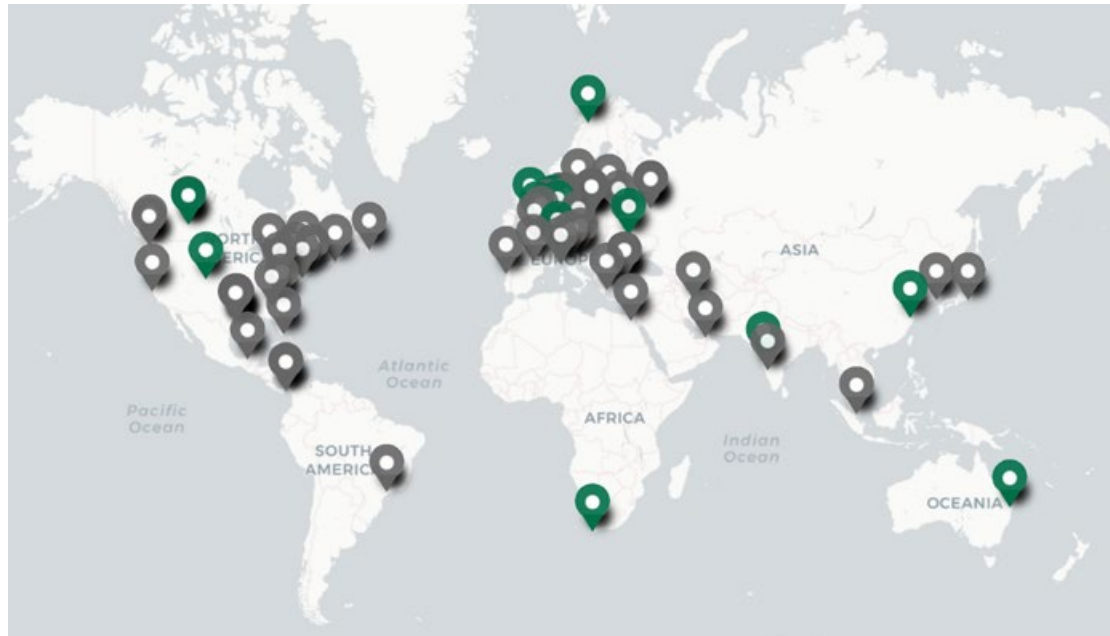 ASIA
Atlantic
Ocean
Pacific
Ocean
AFRICA
Indian
Ocean
SOUTH
AMERIC
OCEANIA